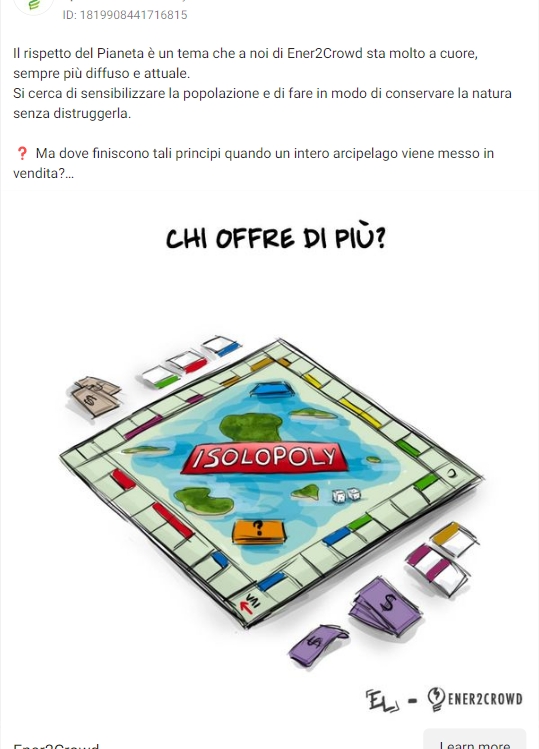 ID: 1819908441716815
Il rispetto del Pianeta è un tema che a noi di Ener2Crowd sta molto a cuore,
sempre più diffuso e attuale.
Si cerca di sensibilizzare la popolazione e di fare in modo di conservare la natura
senza distruggerla.
❓ Ma dove finiscono tali principi quando un intero arcipelago viene messo in
vendita?...
CHI OFFRE DI PIÙ?
$
ISOLOPOLY
?
VIA
$
$
EL - ENER2CROWD
Ener2Crowd
Learn more